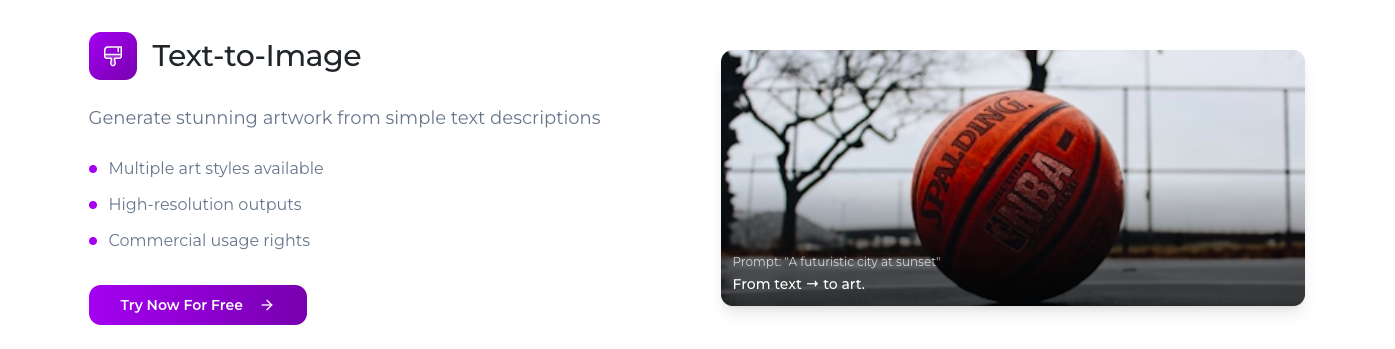 Text-to-Image
Generate stunning artwork from simple text descriptions
Multiple art styles available
High-resolution outputs
Commercial usage rights
Try Now For Free →
SPALDING.
NBA
Prompt: "A futuristic city at sunset"
From text → to art.